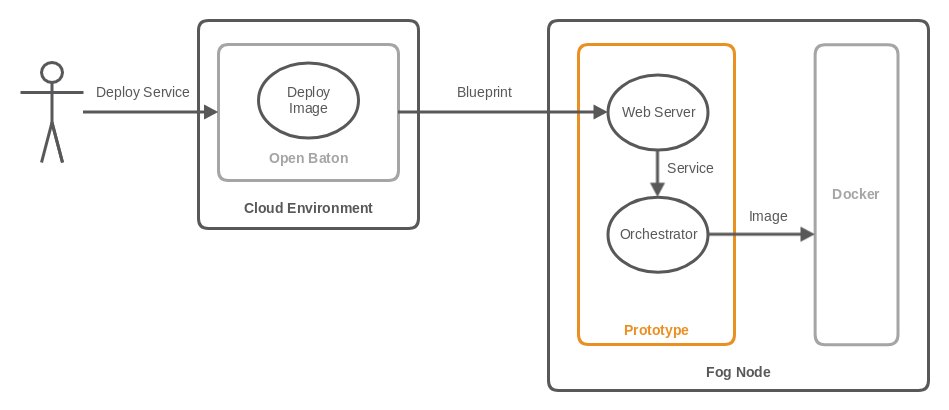 Deploy Service
Deploy
Image
Open Baton
Cloud Environment
Blueprint
Web Server
Service
Orchestrator
Image
Docker
Prototype
Fog Node